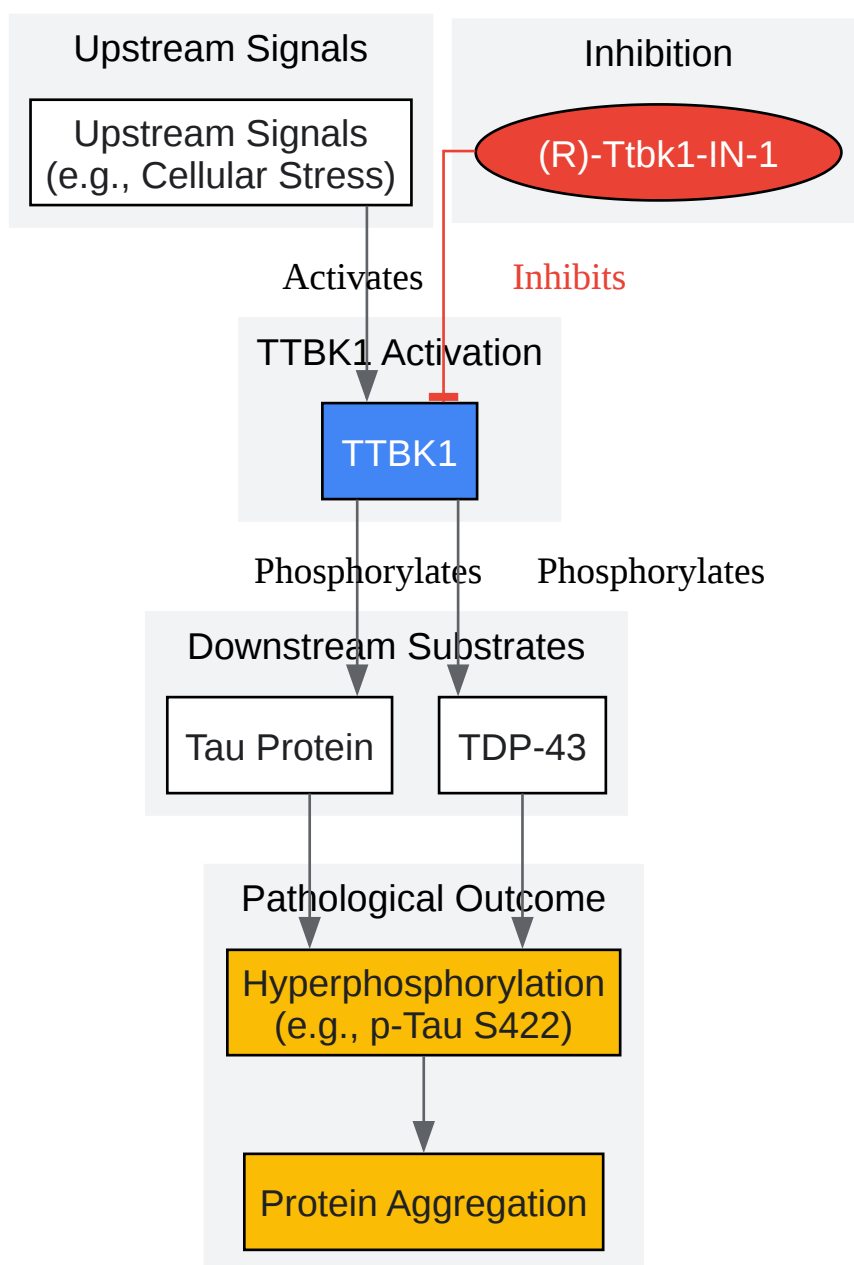 Upstream Signals
Inhibition
Upstream Signals
(e.g., Cellular Stress)
(R)-Ttbk1-IN-1
Activates
Inhibits
TTBK1 Activation
TTBK1
Phosphorylates
Phosphorylates
Downstream Substrates
Tau Protein
TDP-43
Pathological Outcome
Hyperphosphorylation
(e.g., p-Tau S422)
Protein Aggregation